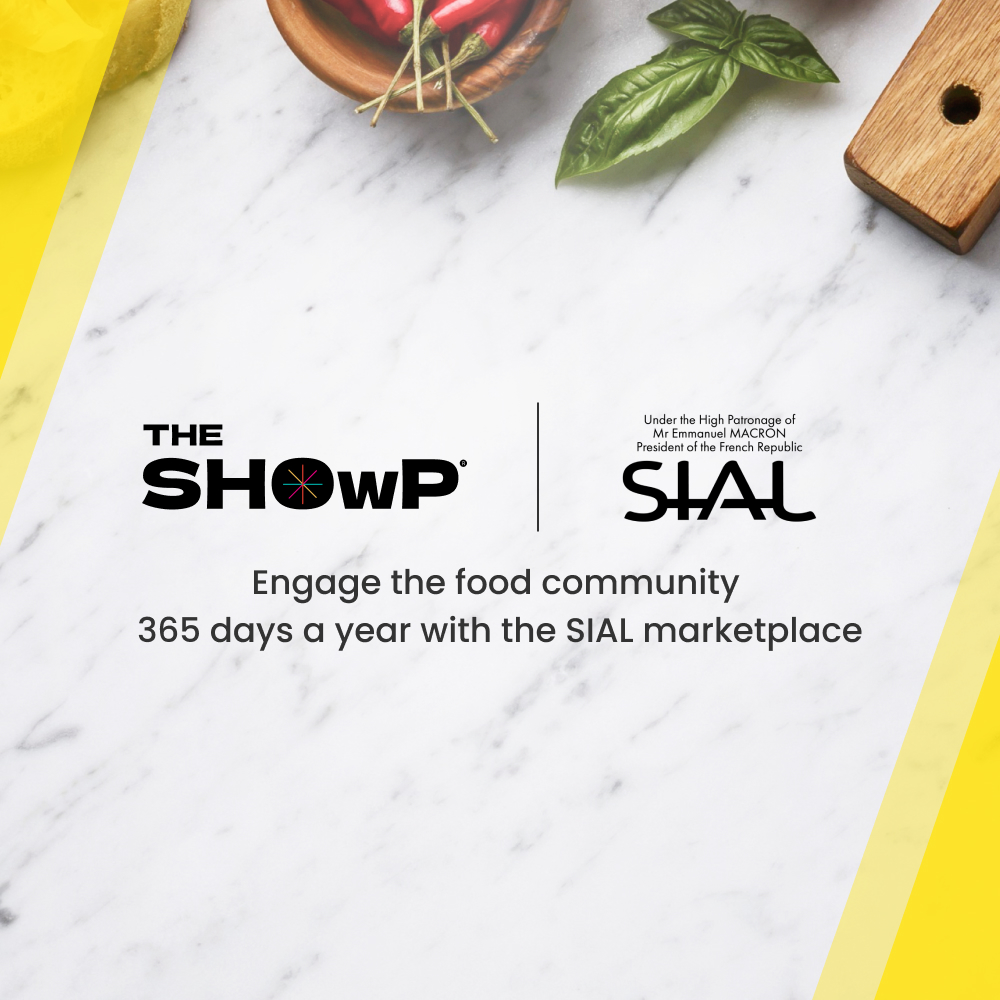 THE
SHOwP®
Under the High Patronage of
Mr Emmanuel MACRON
President of the French Republic
SIAL
Engage the food community
365 days a year with the SIAL marketplace